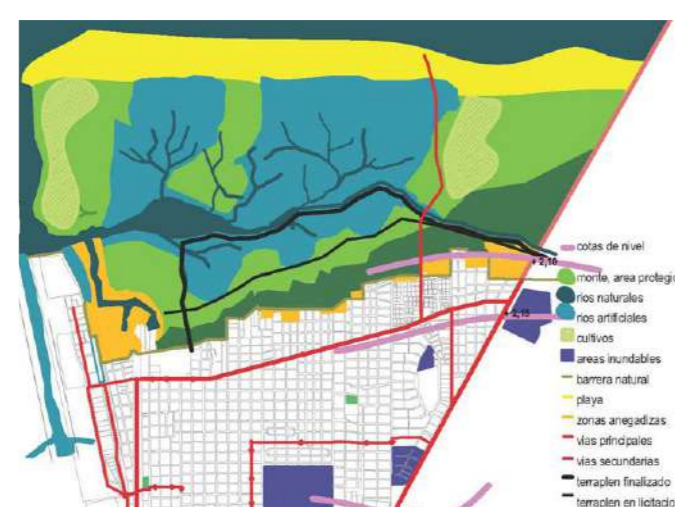 cotas de nivel
2,16
monte, area protegic
rios naturales
2,15
rios artificiales
cultivos
areas inundables
barrera natural
playa
zonas anegadizas
vias principales
vias secundarias
terraplen finalizado
terraplen en licitacio